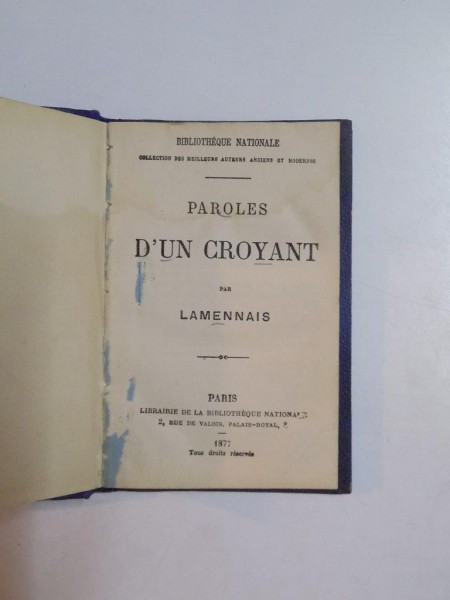 BIBLIOTHÈQUE NATIONALE
COLLECTION DES MEILLEURS AUTEURS ANCIENS ET MODERNES
PAROLES
D'UN CROYANT
PAR
LAMENNAIS
PARIS
LIBRAIRIE DE LA BIBLIOTHÈQUE NATIONALE
2, RUE DE VALOIS, PALAIS-ROYAL, 2
1877
Tous droits réservés